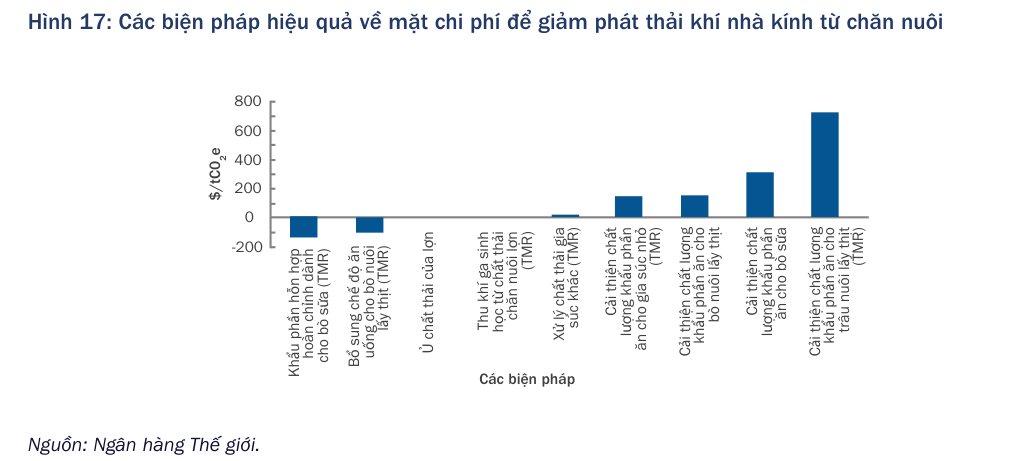 Hình 17: Các biện pháp hiệu quả về mặt chi phí để giảm phát thải khí nhà kính từ chăn nuôi
$/tCO₂e
800
600
400
200
0
-200
Khẩu phần hỗn hợp
hoàn chỉnh dành
cho bò sữa (TMR)
Bổ sung chế độ ăn
uống cho bò nuôi
lấy thịt (TMR)
Ủ chất thải của lợn
Thu khí ga sinh
học từ chất thải
chăn nuôi lợn
(TMR)
Xử lý chất thải gia
súc khác (TMR)
Cải thiện chất
lượng khẩu phần
ăn cho gia súc nhỏ
(TMR)
Cải thiện chất lượng
khẩu phần ăn cho
bò nuôi lấy thịt
Cải thiện chất
lượng khẩu phần
ăn cho bò sữa
Cải thiện chất lượng
khẩu phần ăn cho
trâu nuôi lấy thịt
(TMR)
Các biện pháp
Nguồn: Ngân hàng Thế giới.